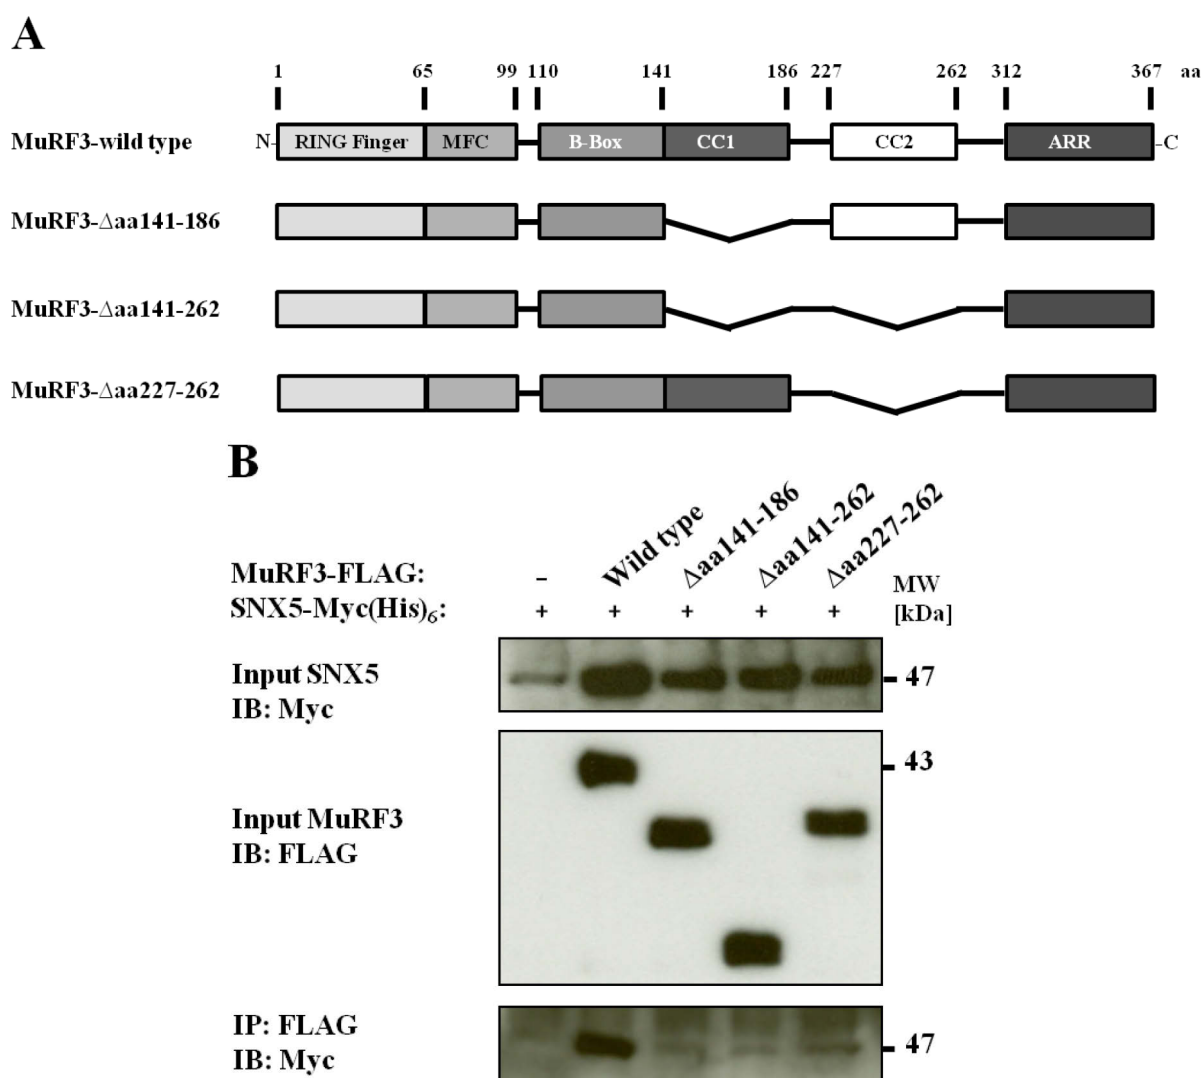 A
1 65 99 110 141 186 227 262 312 367 aa
MuRF3-wild type N- RING Finger MFC B-Box CC1 CC2 ARR -C
MuRF3-Δaa141-186
MuRF3-Δaa141-262
MuRF3-Δaa227-262
B
Wild type Δaa141-186 Δaa141-262 Δaa227-262
MuRF3-FLAG: - MW
SNX5-Myc(His)₆: + + + + + [kDa]
Input SNX5 47
IB: Myc
43
Input MuRF3
IB: FLAG
IP: FLAG
47
IB: Myc